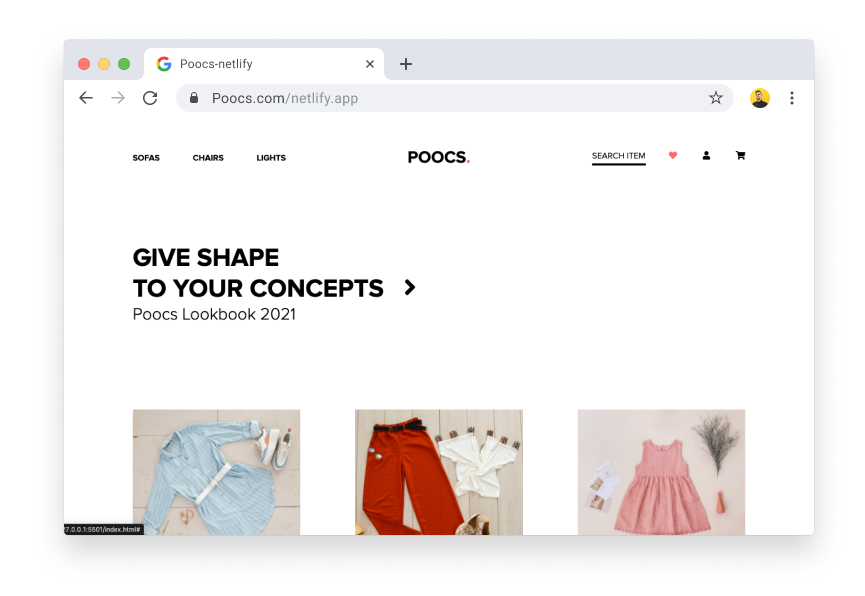 Poocs-netlify
Poocs.com/netlify.app
SOFAS CHAIRS LIGHTS POOCS. SEARCH ITEM
GIVE SHAPE
TO YOUR CONCEPTS
Poocs Lookbook 2021
27.0.0.1:5501/index.html#